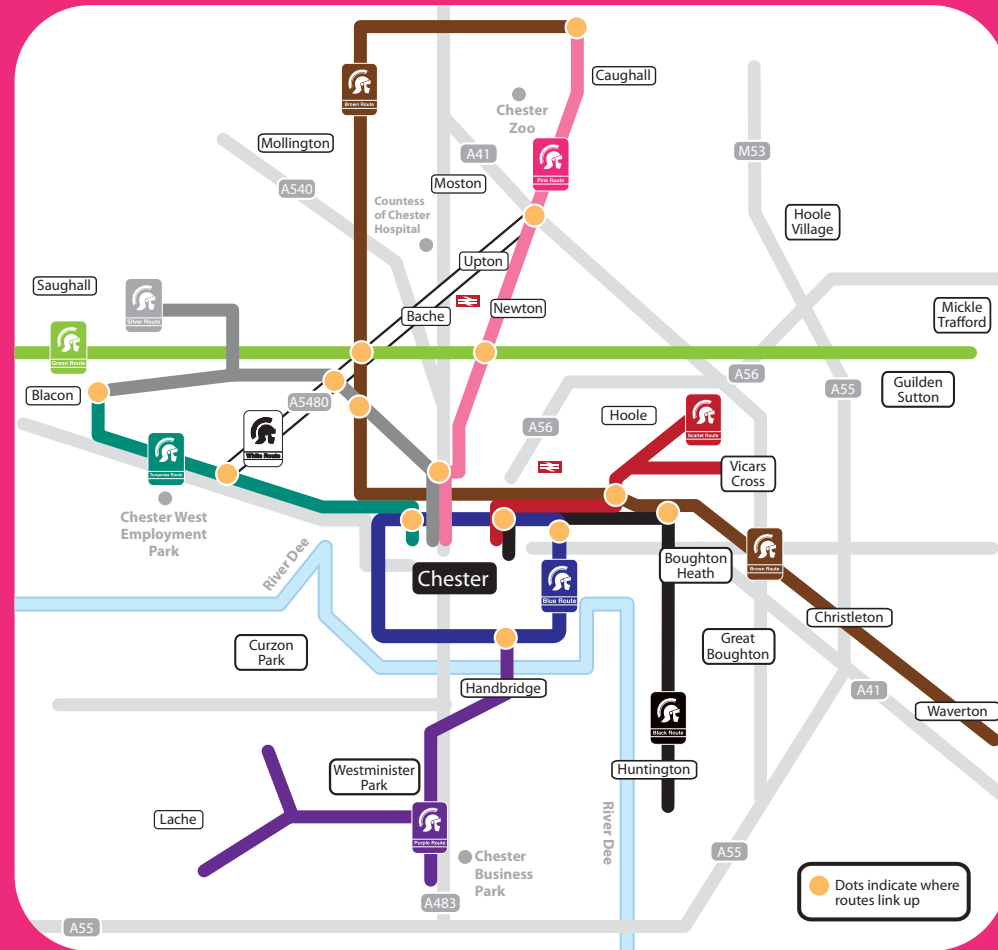 Brown Route
Caughall
Chester
Zoo
Mollington
A41
M53
Pink Route
Moston
A540
Countess
of Chester
Hospital
Hoole
Village
Upton
Saughall
Silver Route
Bache
Newton
Mickle
Trafford
Green Route
A56
A55
Guilden
Sutton
Blacon
A5480
White Route
Hoole
Scarlet Route
A56
Turquoise Route
Vicars
Cross
Chester West
Employment
Park
River Dee
Chester
Blue Route
Boughton
Heath
Brown Route
Christleton
Curzon
Park
Great
Boughton
Handbridge
A41
Waverton
Black Route
Westminister
Park
Huntington
Lache
Purple Route
River Dee
Chester
Business
Park
A55
A483
A55
Dots indicate where
routes link up